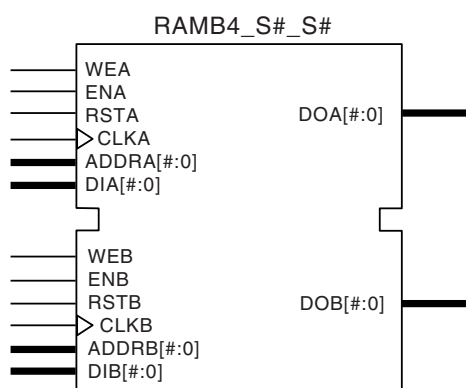 RAMB4_S#_S#
WEA
ENA
RSTA
CLKA
ADDRA[#:0]
DIA[#:0]
DOA[#:0]
WEB
ENB
RSTB
CLKB
ADDRB[#:0]
DIB[#:0]
DOB[#:0]